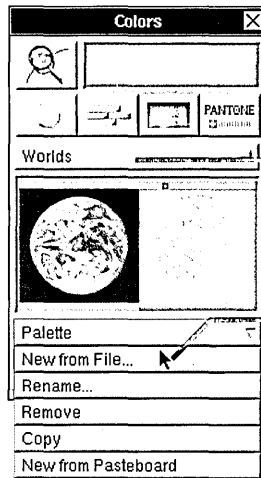 Colors
PANTONE
Worlds
Palette
New from File...
Rename...
Remove
Copy
New from Pasteboard